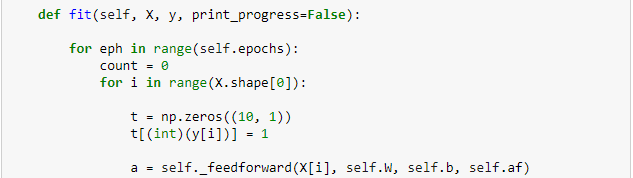 def fit(self, X, y, print_progress=False):
for eph in range(self.epochs):
count = 0
for i in range(X.shape[0]):
t = np.zeros((10, 1))
t[(int)(y[i])] = 1
a = self._feedforward(X[i], self.W, self.b, self.af)